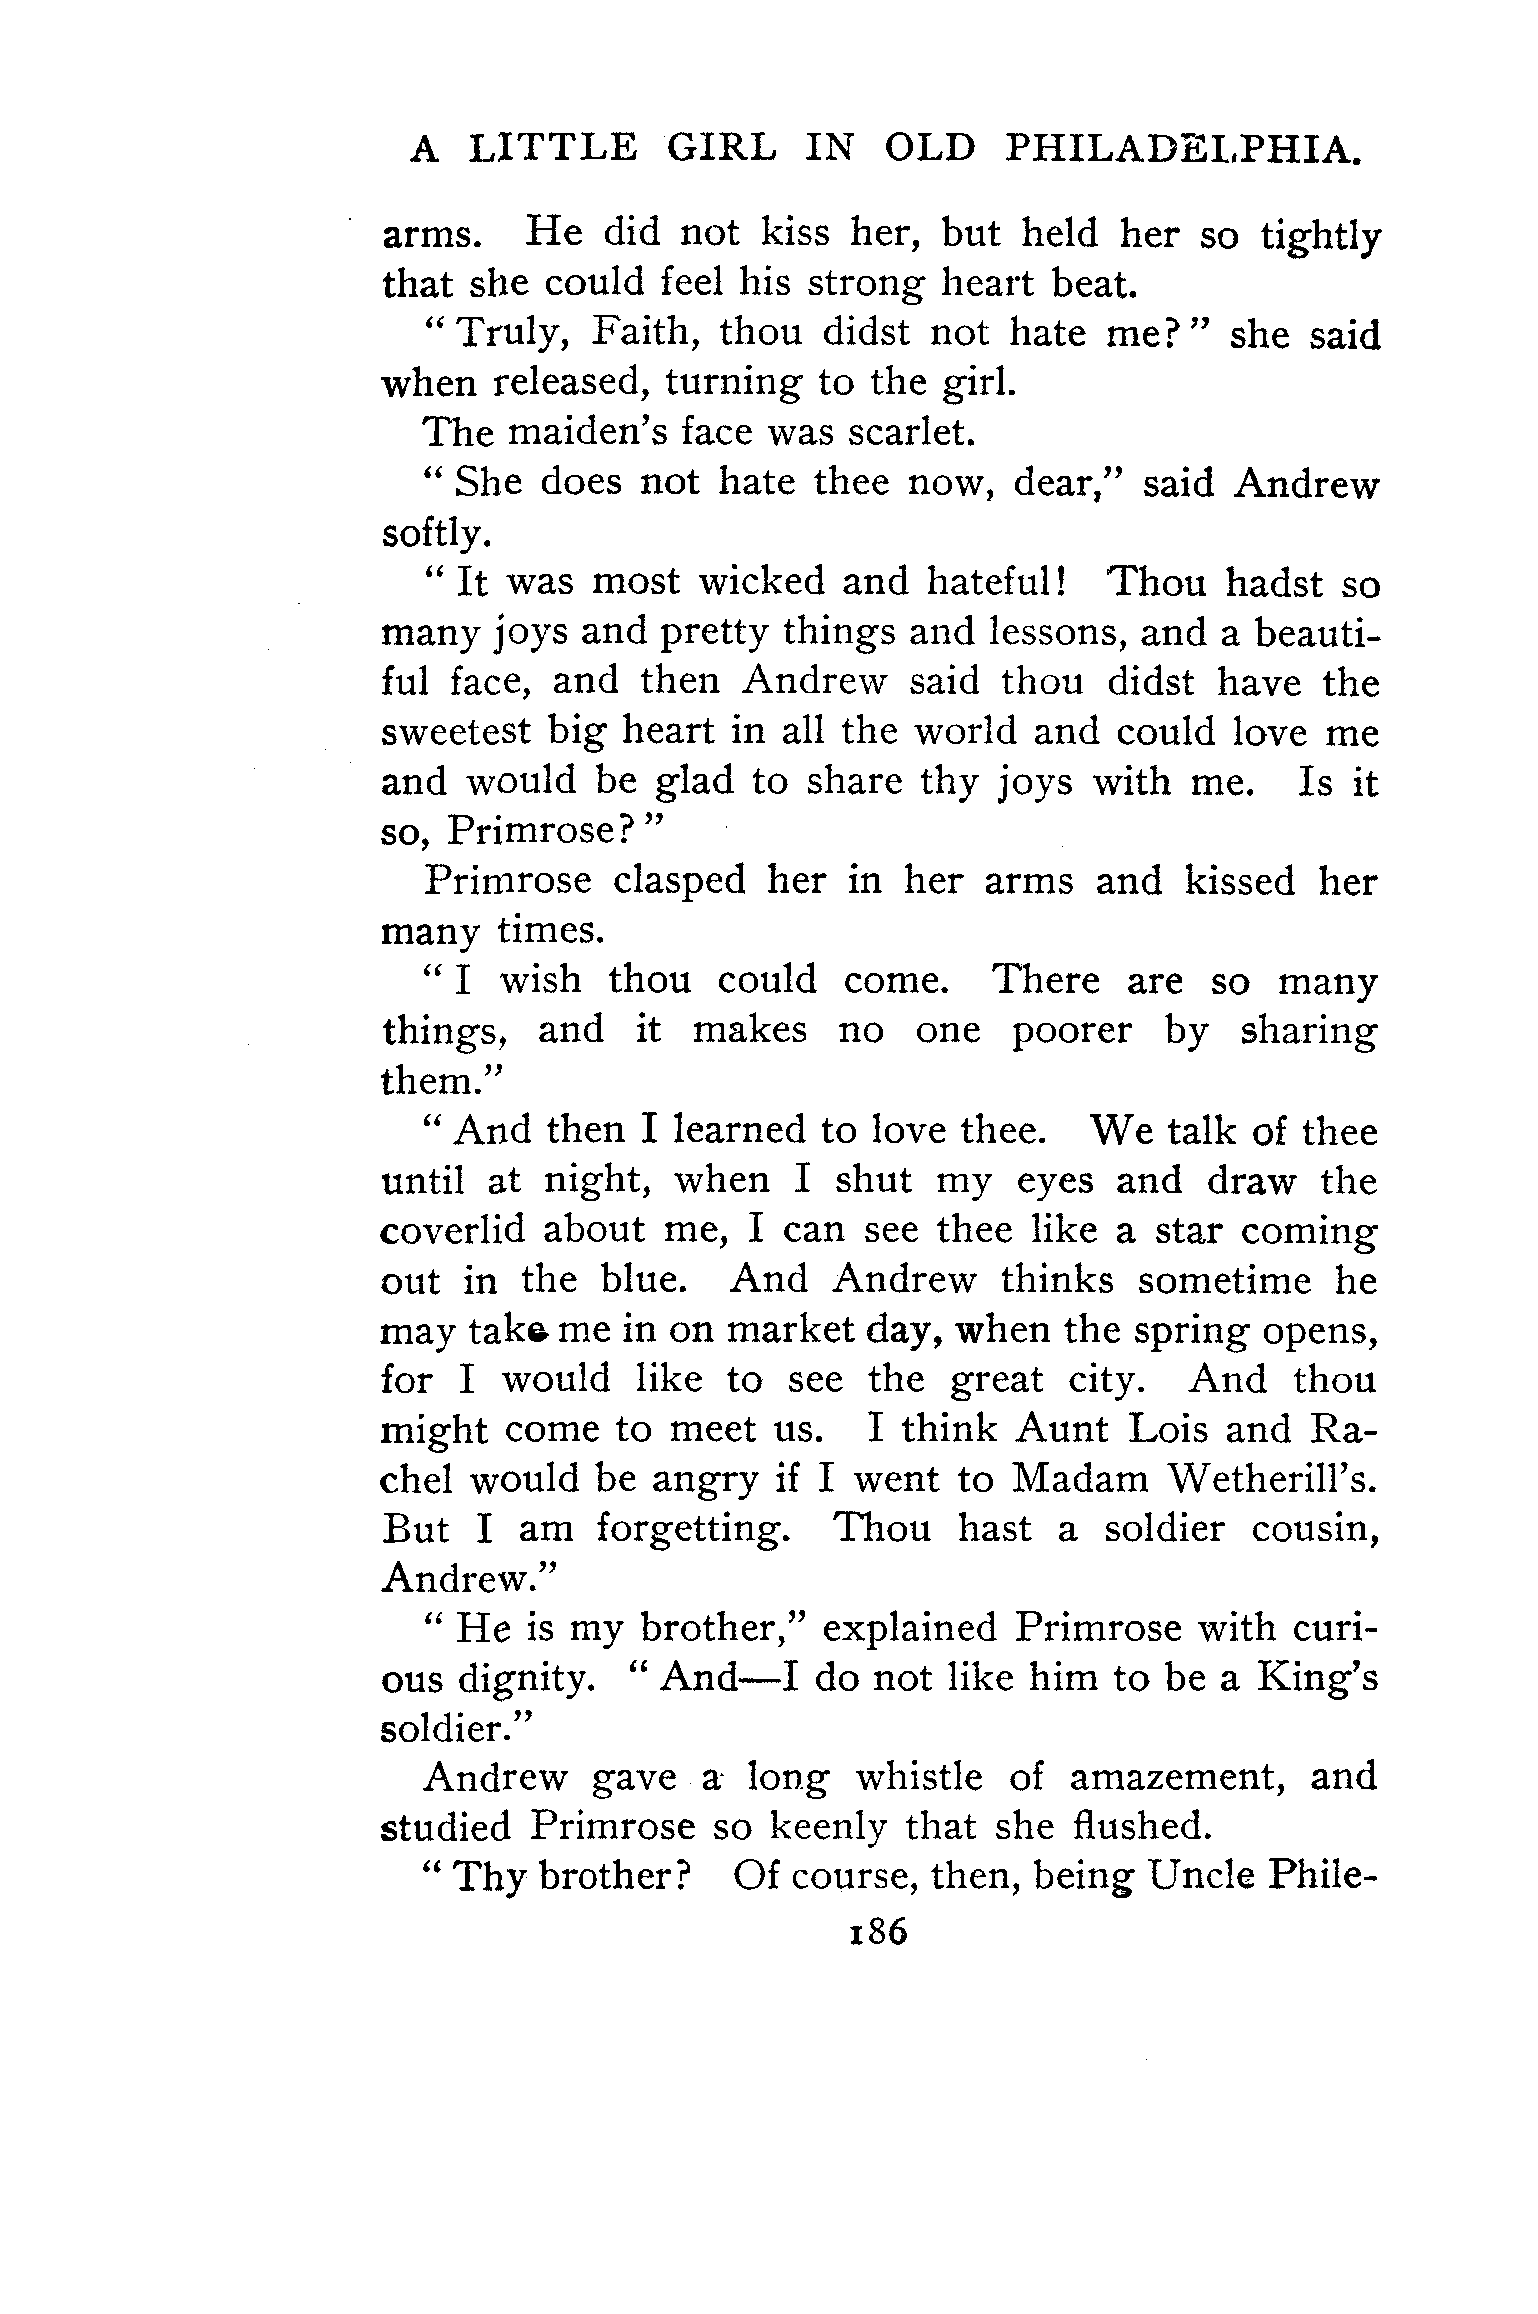 A LITTLE GIRL IN OLD PHILADELPHIA.
arms. He did not kiss her, but held her so tightly
that she could feel his strong heart beat.
“ Truly, Faith, thou didst not hate me? ” she said
when released, turning to the girl.
The maiden’s face was scarlet.
“ She does not hate thee now, dear,” said Andrew
softly.
“ It was most wicked and hateful! Thou hadst so
many joys and pretty things and lessons, and a beauti-
ful face, and then Andrew said thou didst have the
sweetest big heart in all the world and could love me
and would be glad to share thy joys with me. Is it
so, Primrose? ”
Primrose clasped her in her arms and kissed her
many times.
“ I wish thou could come. There are so many
things, and it makes no one poorer by sharing
them.”
“ And then I learned to love thee. We talk of thee
until at night, when I shut my eyes and draw the
coverlid about me, I can see thee like a star coming
out in the blue. And Andrew thinks sometime he
may take me in on market day, when the spring opens,
for I would like to see the great city. And thou
might come to meet us. I think Aunt Lois and Ra-
chel would be angry if I went to Madam Wetherill’s.
But I am forgetting. Thou hast a soldier cousin,
Andrew.”
“ He is my brother,” explained Primrose with curi-
ous dignity. “ And—I do not like him to be a King’s
soldier.”
Andrew gave a long whistle of amazement, and
studied Primrose so keenly that she flushed.
“ Thy brother? Of course, then, being Uncle Phile-
186